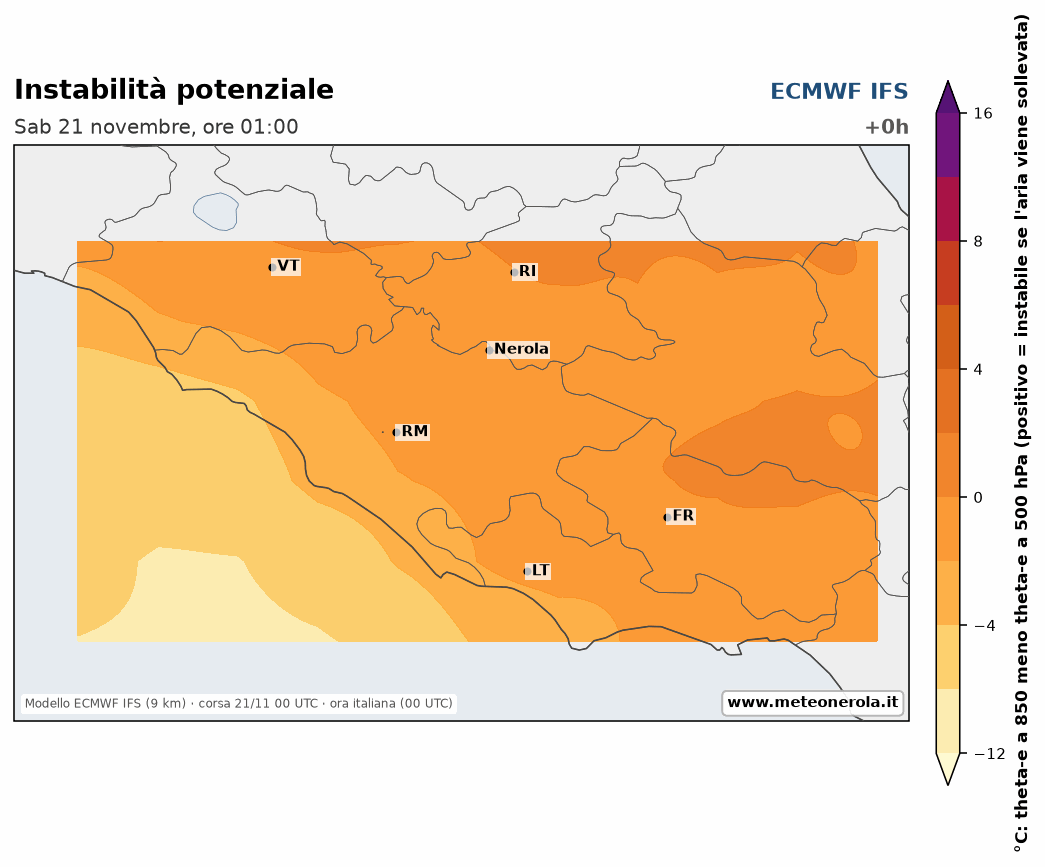 Instabilità potenziale
ECMWF IFS
Sab 21 novembre, ore 01:00
+0h
VT
RI
Nerola
RM
FR
LT
Modello ECMWF IFS (9 km) · corsa 21/11 00 UTC · ora italiana (00 UTC)
www.meteonerola.it
16
8
4
0
−4
−12
°C: theta-e a 850 meno theta-e a 500 hPa (positivo = instabile se l'aria viene sollevata)